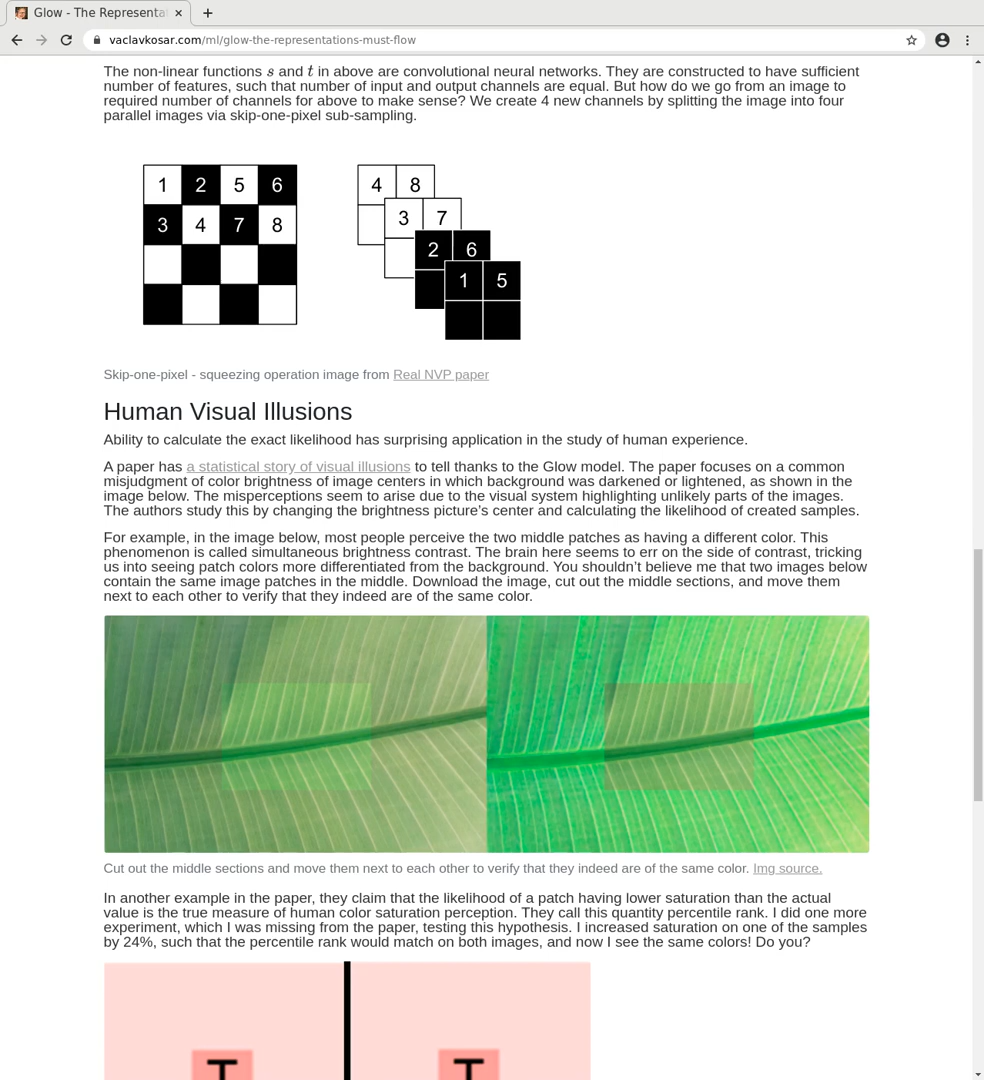 Glow - The Representa
vaclavkosar.com/ml/glow-the-representations-must-flow
The non-linear functions s and t in above are convolutional neural networks. They are constructed to have sufficient
number of features, such that number of input and output channels are equal. But how do we go from an image to
required number of channels for above to make sense? We create 4 new channels by splitting the image into four
parallel images via skip-one-pixel sub-sampling.
1 2 5 6
3 4 7 8
4 8
3 7
2 6
1 5
Skip-one-pixel - squeezing operation image from Real NVP paper
Human Visual Illusions
Ability to calculate the exact likelihood has surprising application in the study of human experience.
A paper has a statistical story of visual illusions to tell thanks to the Glow model. The paper focuses on a common
misjudgment of color brightness of image centers in which background was darkened or lightened, as shown in the
image below. The misperceptions seem to arise due to the visual system highlighting unlikely parts of the images.
The authors study this by changing the brightness picture's center and calculating the likelihood of created samples.
For example, in the image below, most people perceive the two middle patches as having a different color. This
phenomenon is called simultaneous brightness contrast. The brain here seems to err on the side of contrast, tricking
us into seeing patch colors more differentiated from the background. You shouldn't believe me that two images below
contain the same image patches in the middle. Download the image, cut out the middle sections, and move them
next to each other to verify that they indeed are of the same color.
Cut out the middle sections and move them next to each other to verify that they indeed are of the same color. Img source.
In another example in the paper, they claim that the likelihood of a patch having lower saturation than the actual
value is the true measure of human color saturation perception. They call this quantity percentile rank. I did one more
experiment, which I was missing from the paper, testing this hypothesis. I increased saturation on one of the samples
by 24%, such that the percentile rank would match on both images, and now I see the same colors! Do you?
T T